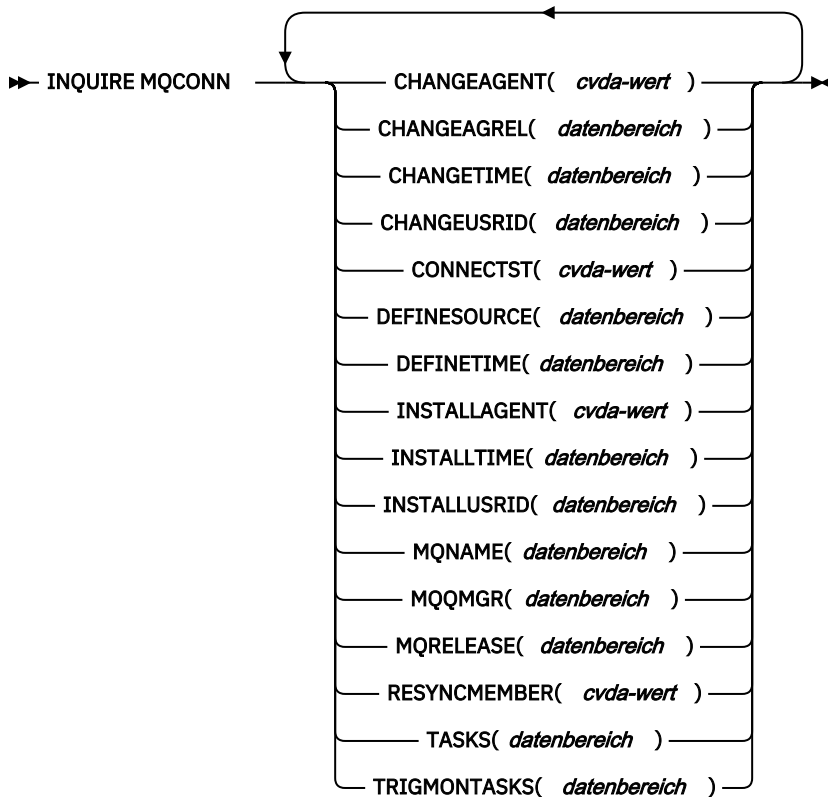 INQUIRE MQCONN CHANGEAGENT( cvda-wert )
CHANGEAGREL( datenbereich )
CHANGETIME( datenbereich )
CHANGEUSRID( datenbereich )
CONNECTST( cvda-wert )
DEFINESOURCE( datenbereich )
DEFINETIME( datenbereich )
INSTALLAGENT( cvda-wert )
INSTALLTIME( datenbereich )
INSTALLUSRID( datenbereich )
MQNAME( datenbereich )
MQQMGR( datenbereich )
MQRELEASE( datenbereich )
RESYNCMEMBER( cvda-wert )
TASKS( datenbereich )
TRIGMONTASKS( datenbereich )